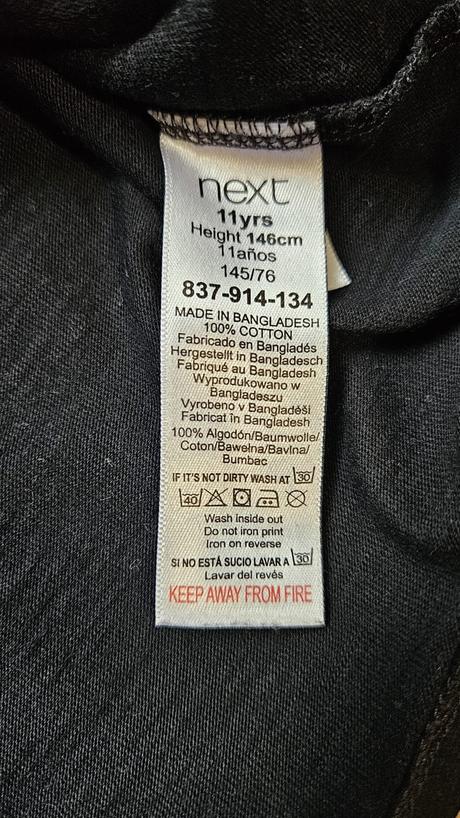 next
11yrs
Height 146cm
11años
145/76
837-914-134
MADE IN BANGLADESH
100% COTTON
Fabricado en Bangladés
Hergestellt in Bangladesch
Fabriqué au Bangladesh
Wyprodukowano w
Bangladeszu
Vyrobeno v Bangladéši
Fabricat în Bangladesh
100% Algodón/Baumwolle/
Coton/Bawełna/Bavlna/
Bumbac
IF IT'S NOT DIRTY WASH AT 30
40
Wash inside out
Do not iron print
Iron on reverse
SI NO ESTÁ SUCIO LAVAR A 30
Lavar del revés
KEEP AWAY FROM FIRE